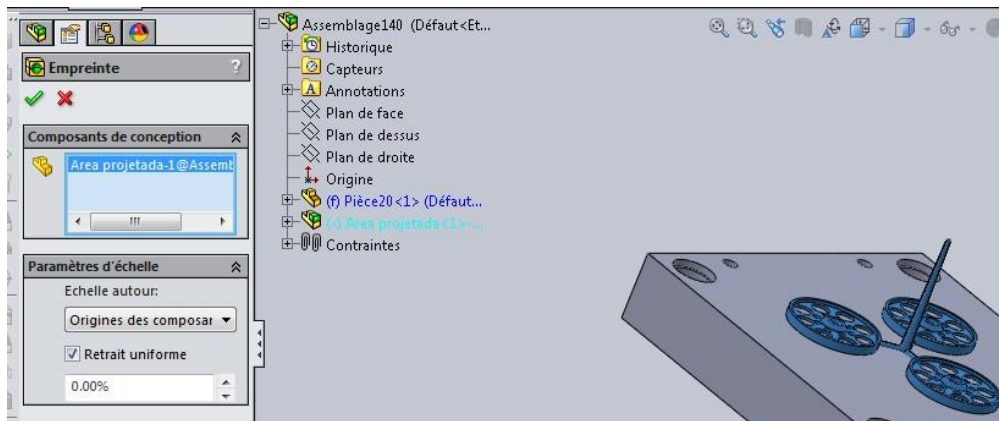 Empreinte
?
Composants de conception
Area projetada-1@Assemb
Paramètres d'échelle
Echelle autour:
Origines des composar
Retrait uniforme
0.00%
Assemblage140 (Défaut<Et...
Historique
Capteurs
A Annotations
Plan de face
Plan de dessus
Plan de droite
Origine
(f) Pièce20<1> (Défaut...
(-) Area projetada<1>-...
Contraintes